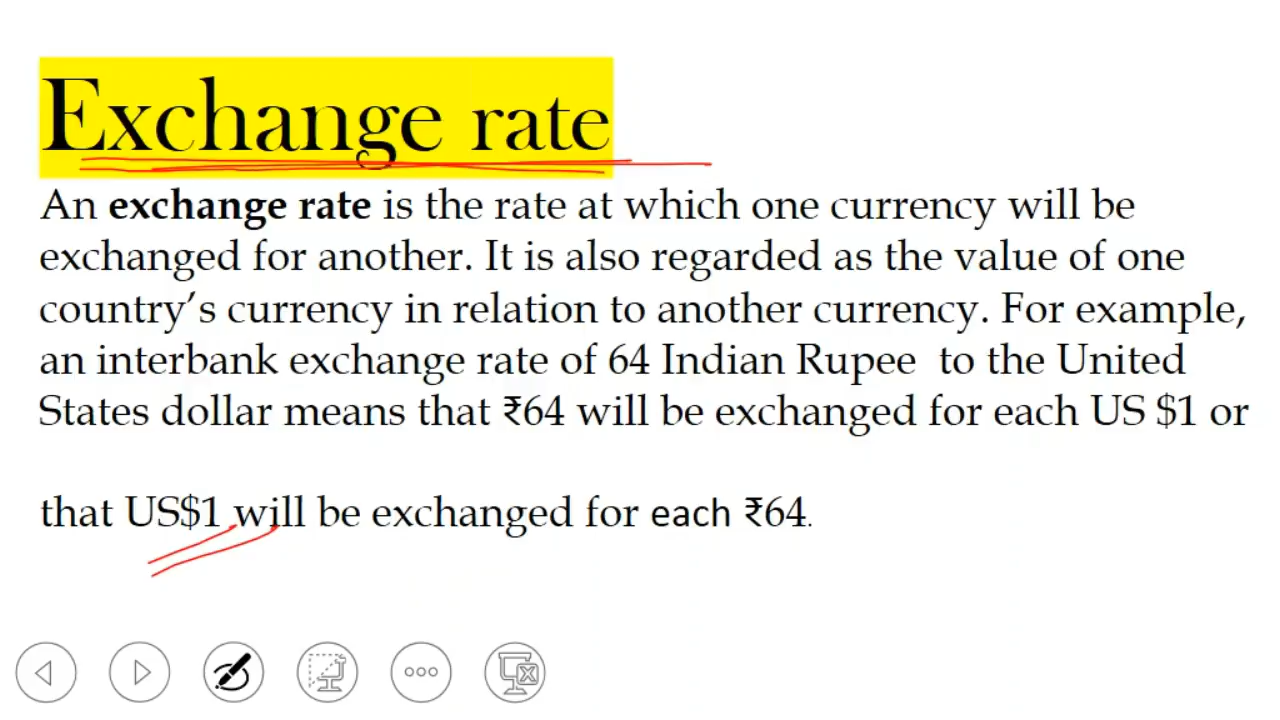 Exchange rate
An exchange rate is the rate at which one currency will be
exchanged for another. It is also regarded as the value of one
country’s currency in relation to another currency. For example,
an interbank exchange rate of 64 Indian Rupee to the United
States dollar means that ₹64 will be exchanged for each US $1 or
that US$1 will be exchanged for each ₹64.